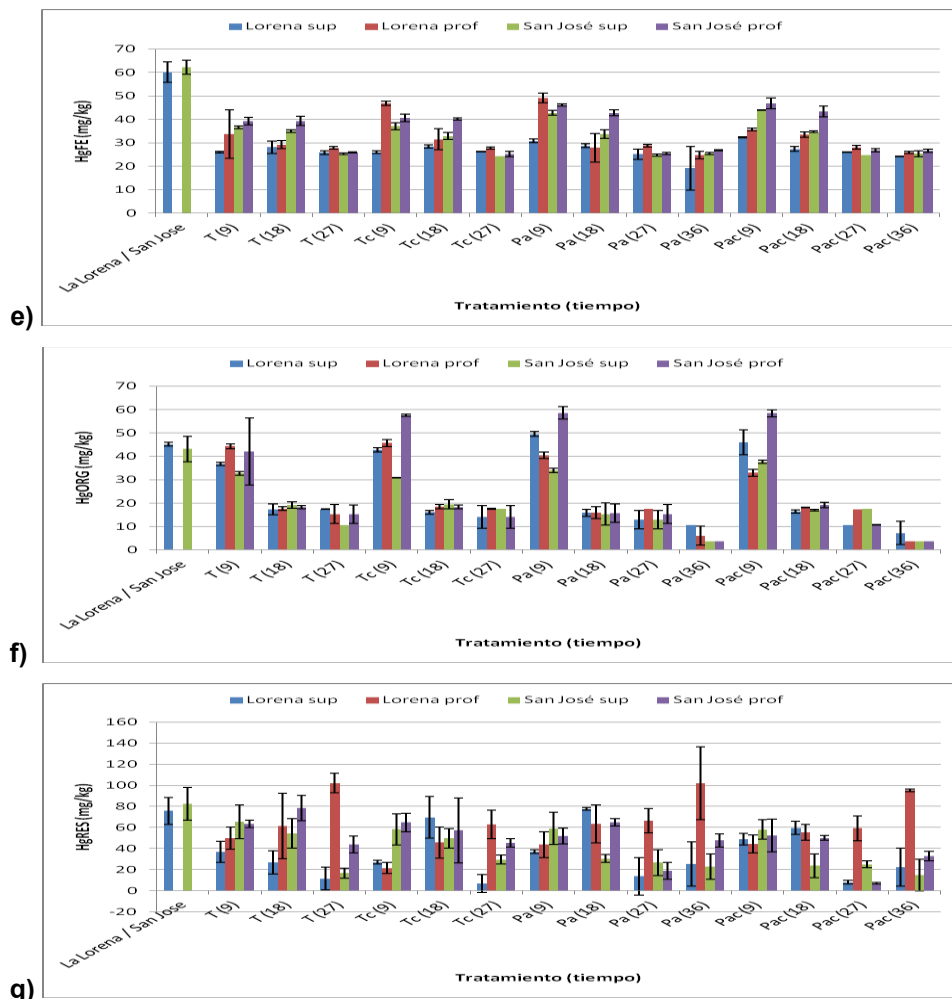 Lorena sup Lorena prof San José sup San José prof
HgFE (mg/kg)
70
60
50
40
30
20
10
0
La Lorena / San Jose T (9) T (18) T (27) Tc (9) Tc (18) Tc (27) Pa (9) Pa (18) Pa (27) Pa (36) Pac (9) Pac (18) Pac (27) Pac (36)
Tratamiento (tiempo)
e)
Lorena sup Lorena prof San José sup San José prof
HgORG (mg/kg)
70
60
50
40
30
20
10
0
La Lorena / San Jose T (9) T (18) T (27) Tc (9) Tc (18) Tc (27) Pa (9) Pa (18) Pa (27) Pa (36) Pac (9) Pac (18) Pac (27) Pac (36)
Tratamiento (tiempo)
f)
Lorena sup Lorena prof San José sup San José prof
HgRES (mg/kg)
160
140
120
100
80
60
40
20
0
-20
La Lorena / San Jose T (9) T (18) T (27) Tc (9) Tc (18) Tc (27) Pa (9) Pa (18) Pa (27) Pa (36) Pac (9) Pac (18) Pac (27) Pac (36)
Tratamiento (tiempo)
g)